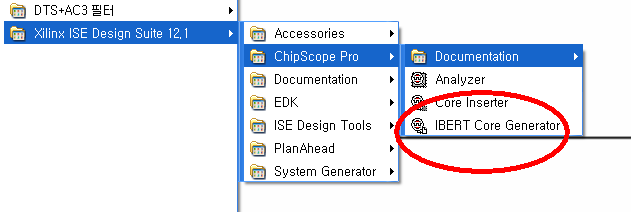 DTS+AC3 필터
Xilinx ISE Design Suite 12,1
Accessories
ChipScope Pro
Documentation
EDK
ISE Design Tools
PlanAhead
System Generator
Documentation
Analyzer
Core Inserter
IBERT Core Generator